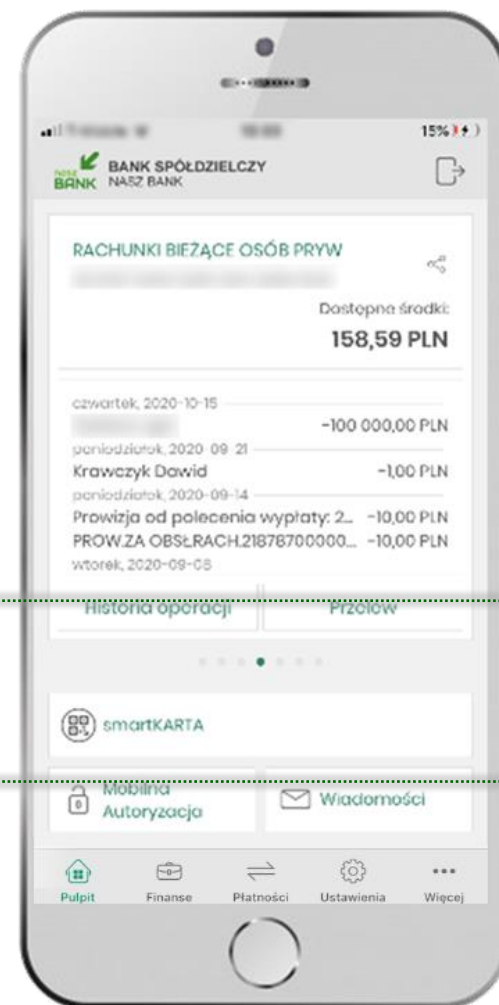 15%
nasz BANK BANK SPÓŁDZIELCZY
NASZ BANK
RACHUNKI BIEŻĄCE OSÓB PRYW
Dostępne środki:
158,59 PLN
czwartek, 2020-10-15
-100 000,00 PLN
poniedziałek, 2020-09-21
Krawczyk Dawid -1,00 PLN
poniedziałek, 2020-09-14
Prowizja od polecenia wypłaty: 2... -10,00 PLN
PROW.ZA OBSŁ.RACH.21878700000... -10,00 PLN
wtorek, 2020-09-08
Historia operacji Przelew
smartKARTA
Mobilna
Autoryzacja
Wiadomości
Pulpit Finanse Płatności Ustawienia Więcej